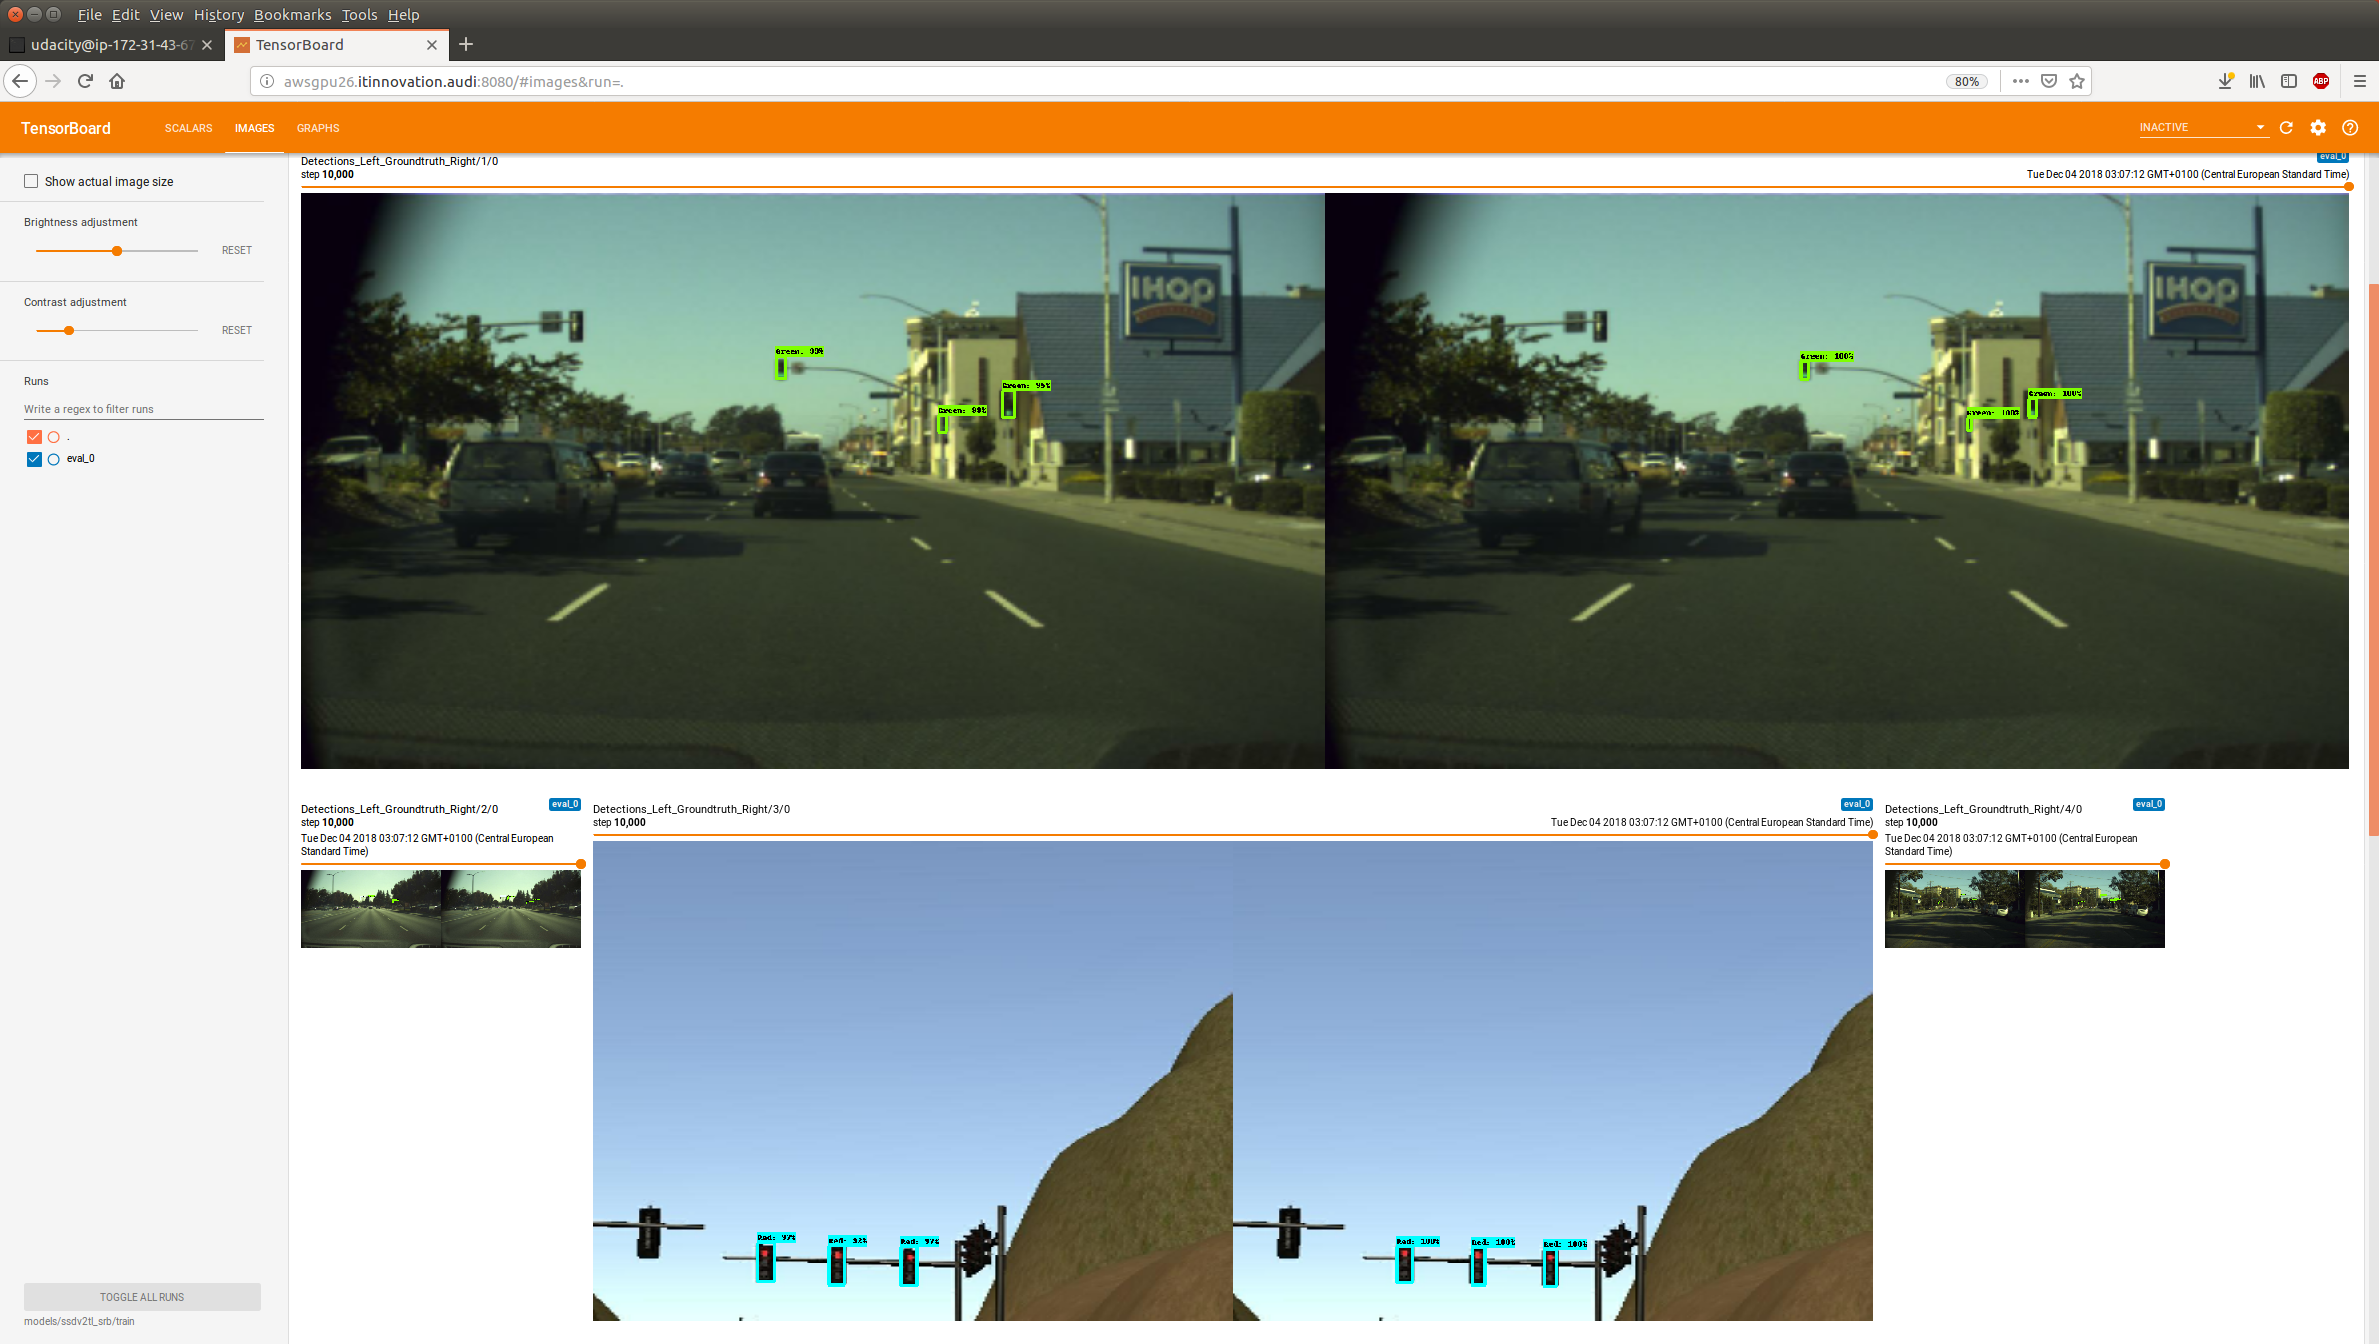 File Edit View History Bookmarks Tools Help
udacity@ip-172-31-43-67
TensorBoard
awsgpu26.itinnovation.audi:8080/#images&run=.
80%
ABP
TensorBoard
SCALARS
IMAGES
GRAPHS
INACTIVE
Show actual image size
Brightness adjustment
RESET
Contrast adjustment
RESET
Runs
Write a regex to filter runs
.
eval_0
TOGGLE ALL RUNS
models/ssdv2tl_srb/train
Detections_Left_Groundtruth_Right/1/0
eval_0
step 10,000
Tue Dec 04 2018 03:07:12 GMT+0100 (Central European Standard Time)
IHOP
Green: 99%
Green: 95%
Green: 99%
IHOP
Green: 100%
Green: 100%
Green: 100%
Detections_Left_Groundtruth_Right/2/0
eval_0
step 10,000
Tue Dec 04 2018 03:07:12 GMT+0100 (Central European
Standard Time)
Detections_Left_Groundtruth_Right/3/0
eval_0
step 10,000
Tue Dec 04 2018 03:07:12 GMT+0100 (Central European Standard Time)
Red: 97%
Red: 92%
Red: 97%
Red: 100%
Red: 100%
Red: 100%
Detections_Left_Groundtruth_Right/4/0
eval_0
step 10,000
Tue Dec 04 2018 03:07:12 GMT+0100 (Central European
Standard Time)